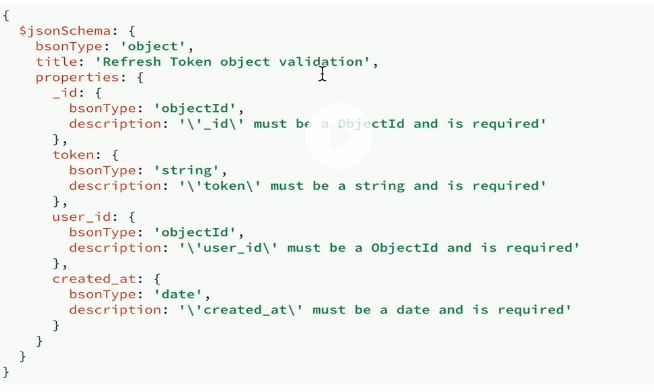 {
  $jsonSchema: {
    bsonType: 'object',
    title: 'Refresh Token object validation',
    properties: {
      _id: {
        bsonType: 'objectId',
        description: '\'_id\' must be a ObjectId and is required'
      },
      token: {
        bsonType: 'string',
        description: '\'token\' must be a string and is required'
      },
      user_id: {
        bsonType: 'objectId',
        description: '\'user_id\' must be a ObjectId and is required'
      },
      created_at: {
        bsonType: 'date',
        description: '\'created_at\' must be a date and is required'
      }
    }
  }
}